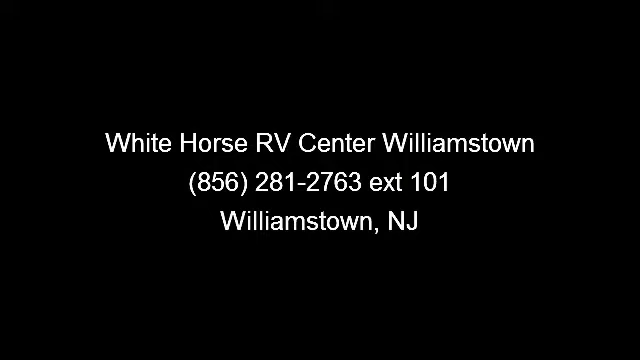 White Horse RV Center Williamstown
(856) 281-2763 ext 101
Williamstown, NJ